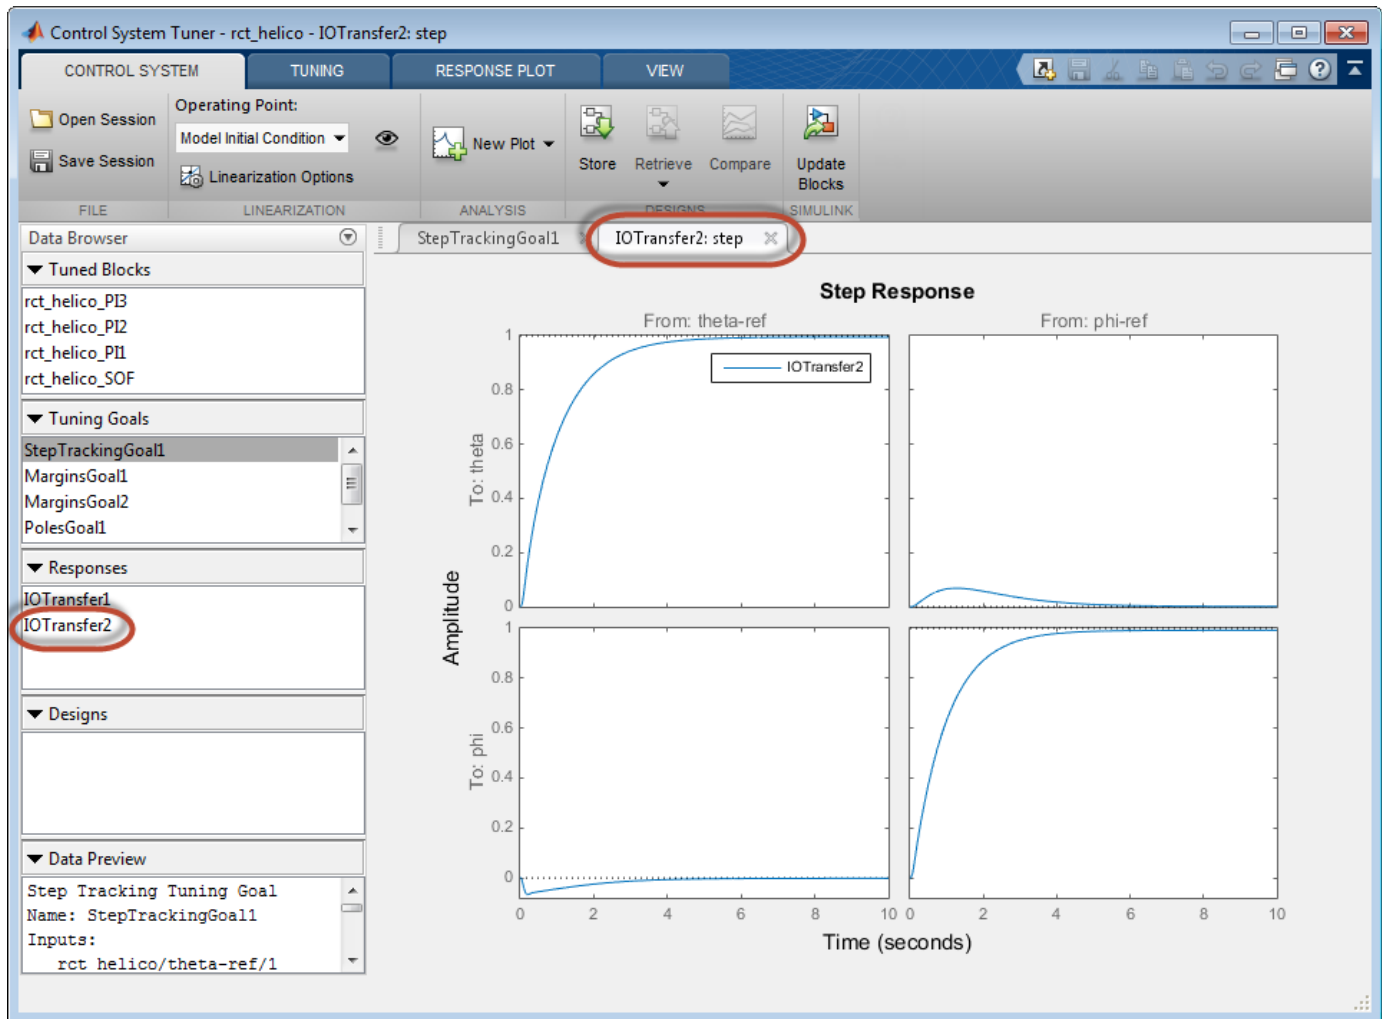 Control System Tuner - rct_helico - IOTransfer2: step
CONTROL SYSTEM
TUNING
RESPONSE PLOT
VIEW
Open Session
Save Session
FILE
Operating Point:
Model Initial Condition
Linearization Options
LINEARIZATION
New Plot
ANALYSIS
Store
Retrieve
Compare
DESIGNS
Update
Blocks
SIMULINK
Data Browser
Tuned Blocks
rct_helico_PI3
rct_helico_PI2
rct_helico_PI1
rct_helico_SOF
Tuning Goals
StepTrackingGoal1
MarginsGoal1
MarginsGoal2
PolesGoal1
Responses
IOTransfer1
IOTransfer2
Designs
Data Preview
Step Tracking Tuning Goal
Name: StepTrackingGoal1
Inputs:
rct_helico/theta-ref/1
StepTrackingGoal1
IOTransfer2: step
Step Response
From: theta-ref
From: phi-ref
IOTransfer2
Amplitude
To: theta
1
0.8
0.6
0.4
0.2
0
To: phi
1
0.8
0.6
0.4
0.2
0
0 2 4 6 8 10
0 2 4 6 8 10
Time (seconds)